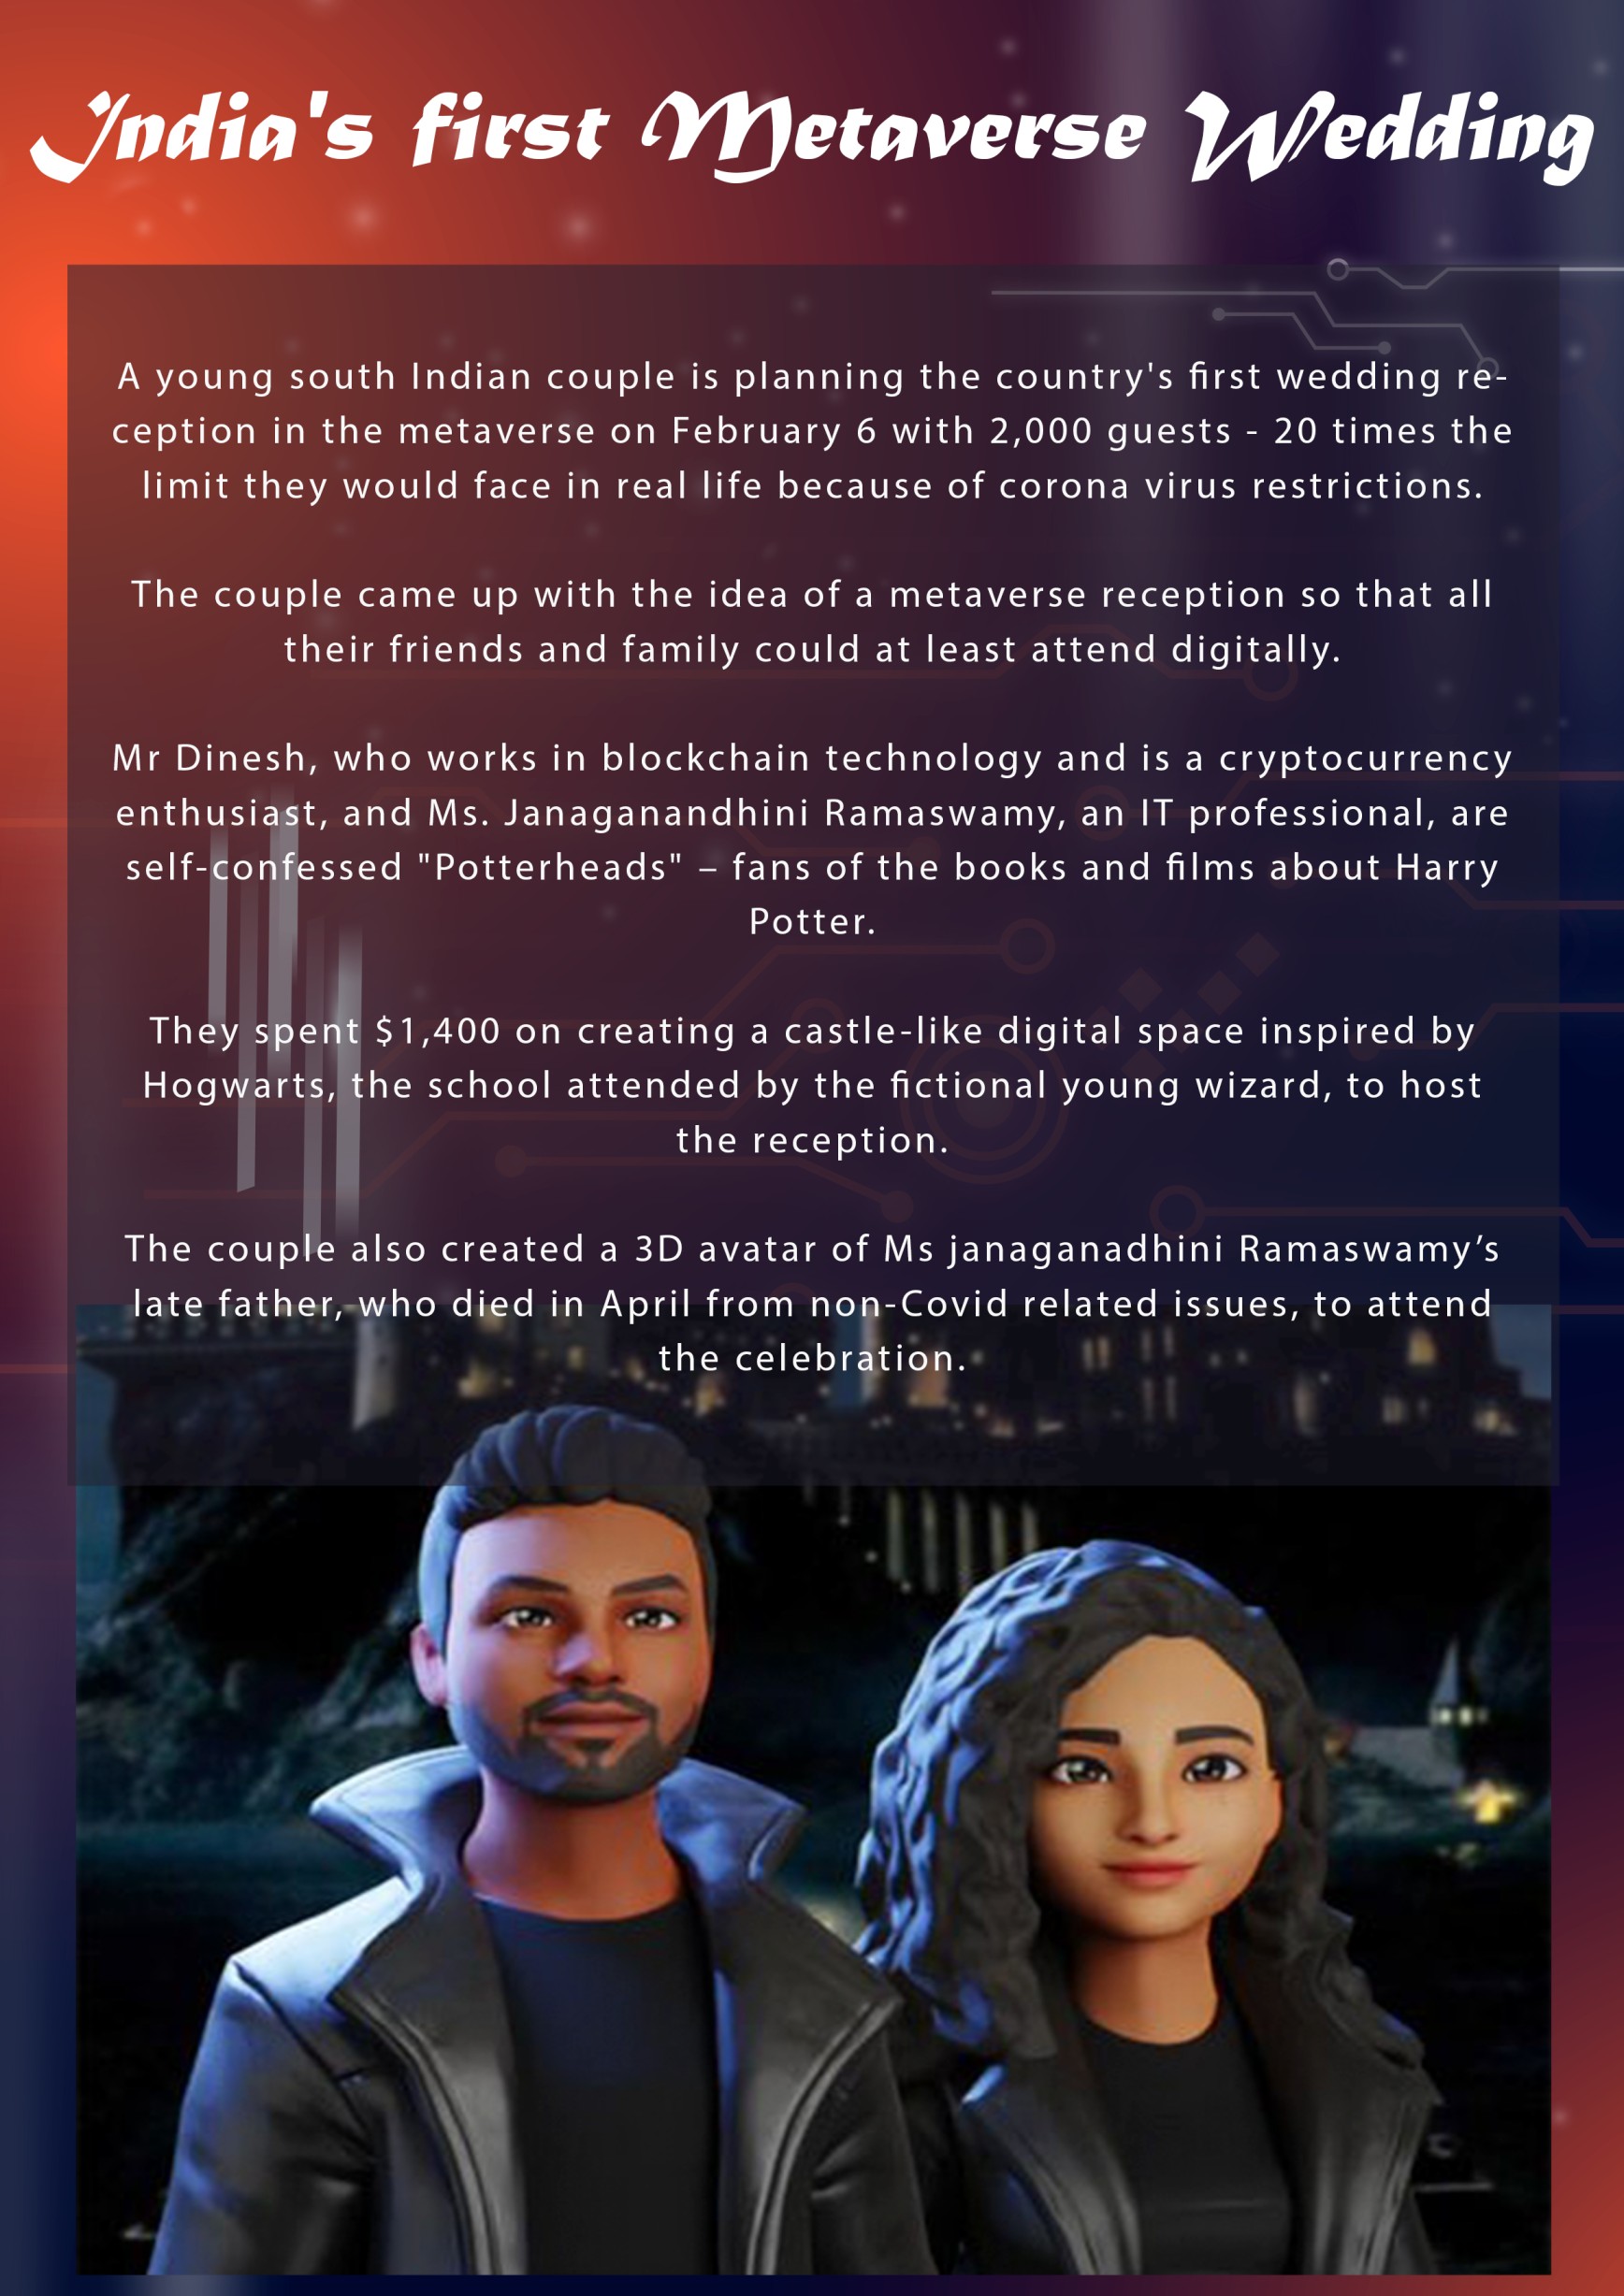 India's first Metaverse Wedding
A young south Indian couple is planning the country's first wedding re-
ception in the metaverse on February 6 with 2,000 guests - 20 times the
limit they would face in real life because of corona virus restrictions.
The couple came up with the idea of a metaverse reception so that all
their friends and family could at least attend digitally.
Mr Dinesh, who works in blockchain technology and is a cryptocurrency
enthusiast, and Ms. Janaganandhini Ramaswamy, an IT professional, are
self-confessed "Potterheads" – fans of the books and films about Harry
Potter.
They spent $1,400 on creating a castle-like digital space inspired by
Hogwarts, the school attended by the fictional young wizard, to host
the reception.
The couple also created a 3D avatar of Ms janaganadhini Ramaswamy’s
late father, who died in April from non-Covid related issues, to attend
the celebration.